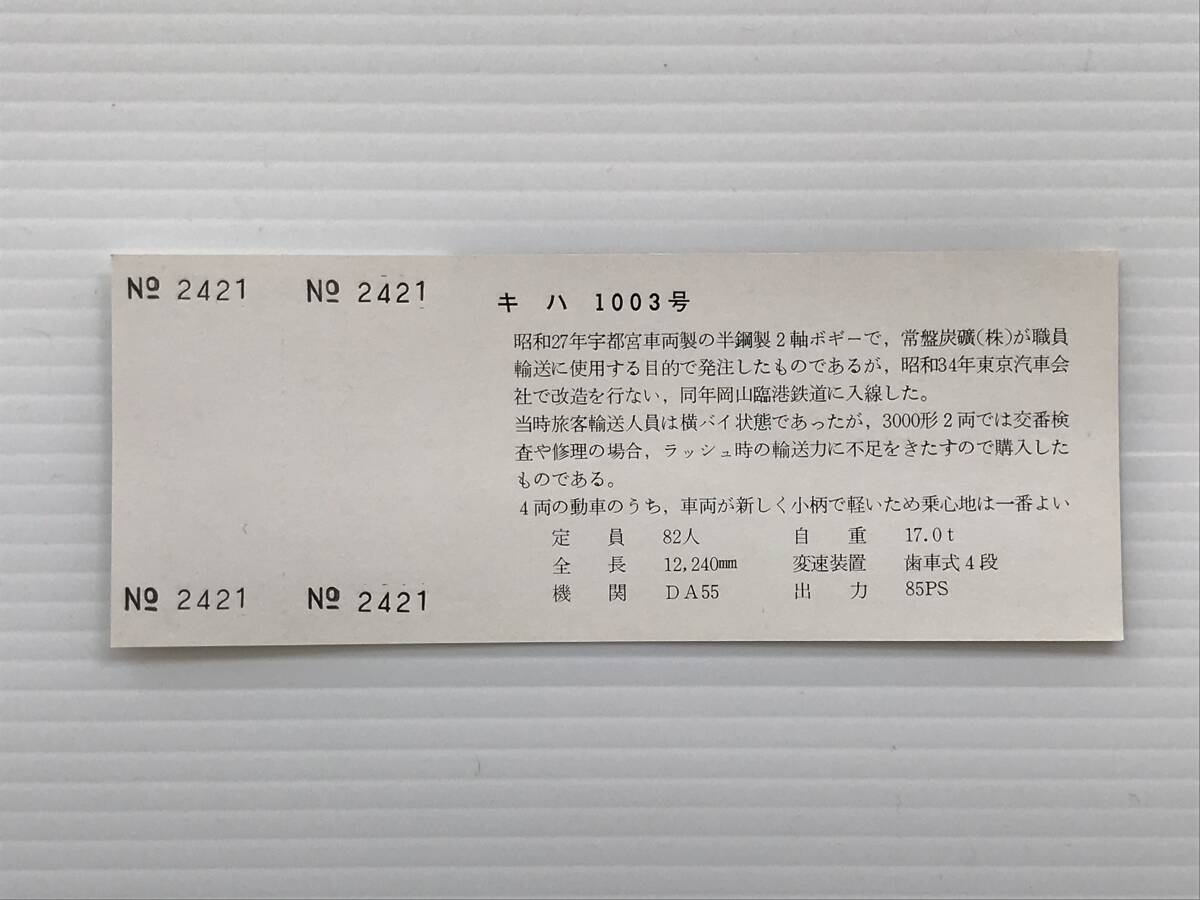 № 2421 № 2421
キハ 1003号
昭和27年宇都宮車両製の半鋼製2軸ボギーで，常盤炭礦(株)が職員
輸送に使用する目的で発注したものであるが，昭和34年東京汽車会
社で改造を行ない，同年岡山臨港鉄道に入線した。
当時旅客輸送人員は横バイ状態であったが，3000形2両では交番検
査や修理の場合，ラッシュ時の輸送力に不足をきたすので購入した
ものである。
4両の動車のうち，車両が新しく小柄で軽いため乗心地は一番よい
定員 82人 自重 17.0t
全長 12,240㎜ 変速装置 歯車式4段
機関 DA55 出力 85PS
№ 2421 № 2421